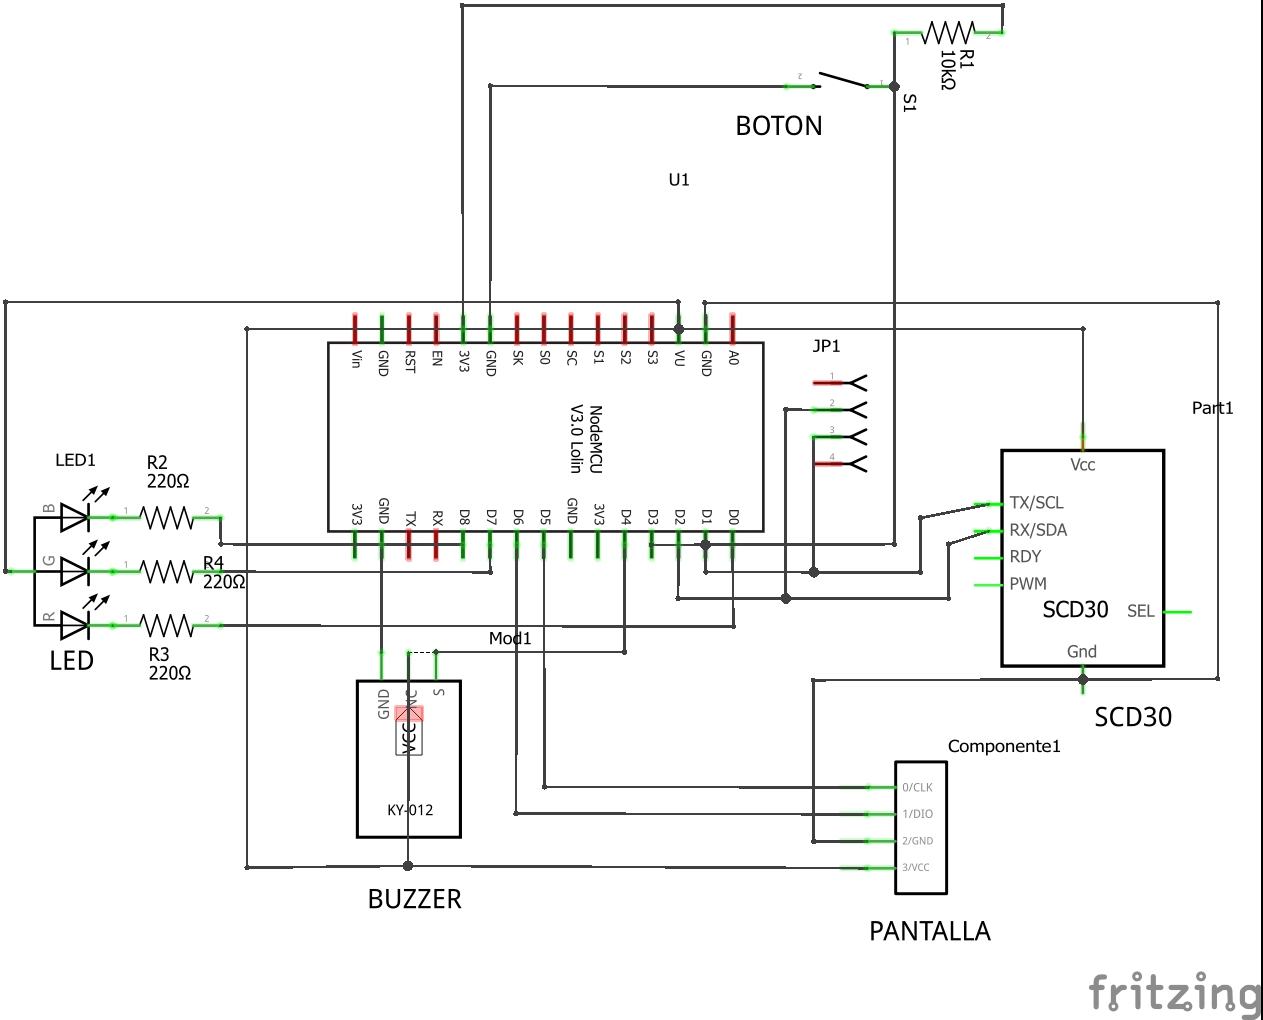 1
2
R1
10kΩ
2
1
S1
BOTON
U1
Vin
GND
RST
EN
3V3
GND
SK
S0
SC
S1
S2
S3
VU
GND
A0
NodeMCU
V3.0 Lolin
3V3
GND
TX
RX
D8
D7
D6
D5
GND
3V3
D4
D3
D2
D1
D0
JP1
1
2
3
4
Part1
Vcc
TX/SCL
RX/SDA
RDY
PWM
SCD30
SEL
Gnd
SCD30
LED1
R2
220Ω
B
1
2
G
1
R4
220Ω
R
1
2
LED
R3
220Ω
Mod1
GND
NC
S
VCC
KY-012
BUZZER
Componente1
0/CLK
1/DIO
2/GND
3/VCC
PANTALLA
fritzing